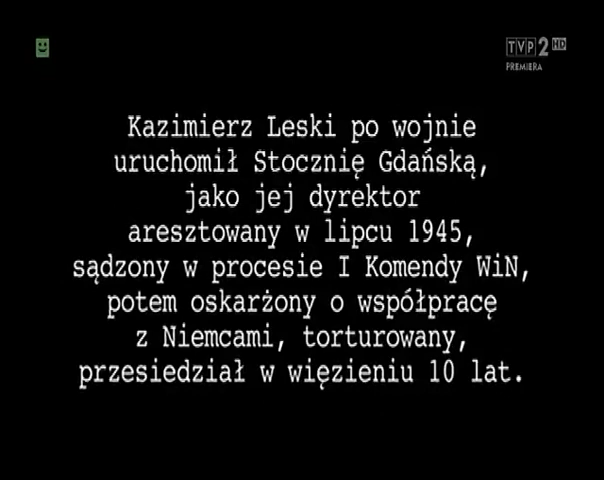 TVP2 HD
PREMIERA
Kazimierz Leski po wojnie
uruchomił Stocznię Gdańską,
jako jej dyrektor
aresztowany w lipcu 1945,
sądzony w procesie I Komendy WiN,
potem oskarżony o współpracę
z Niemcami, torturowany,
przesiedział w więzieniu 10 lat.